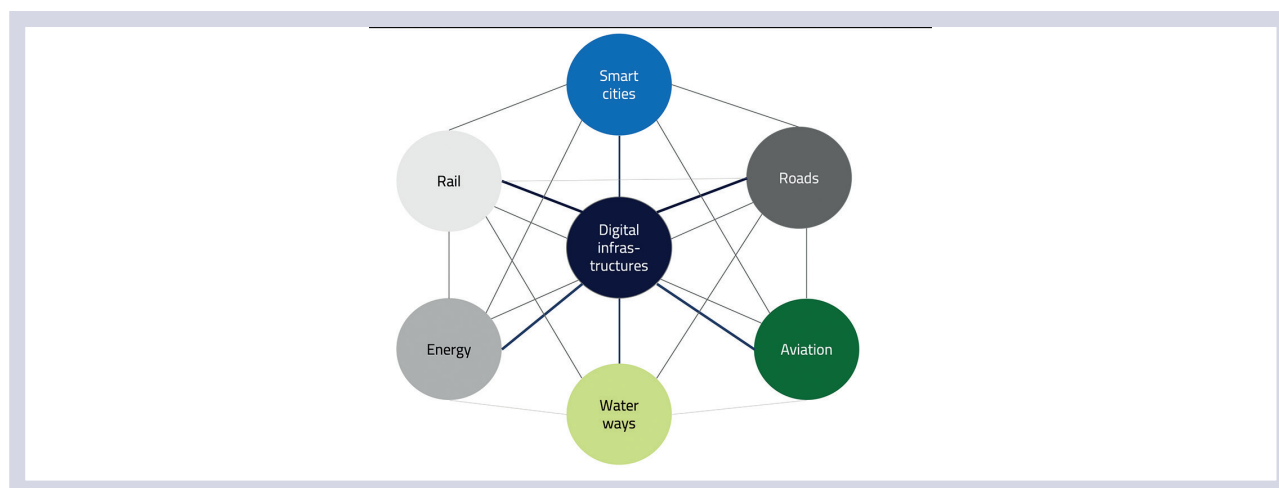 Smart
cities
Rail
Roads
Digital
infras-
tructures
Energy
Aviation
Water
ways